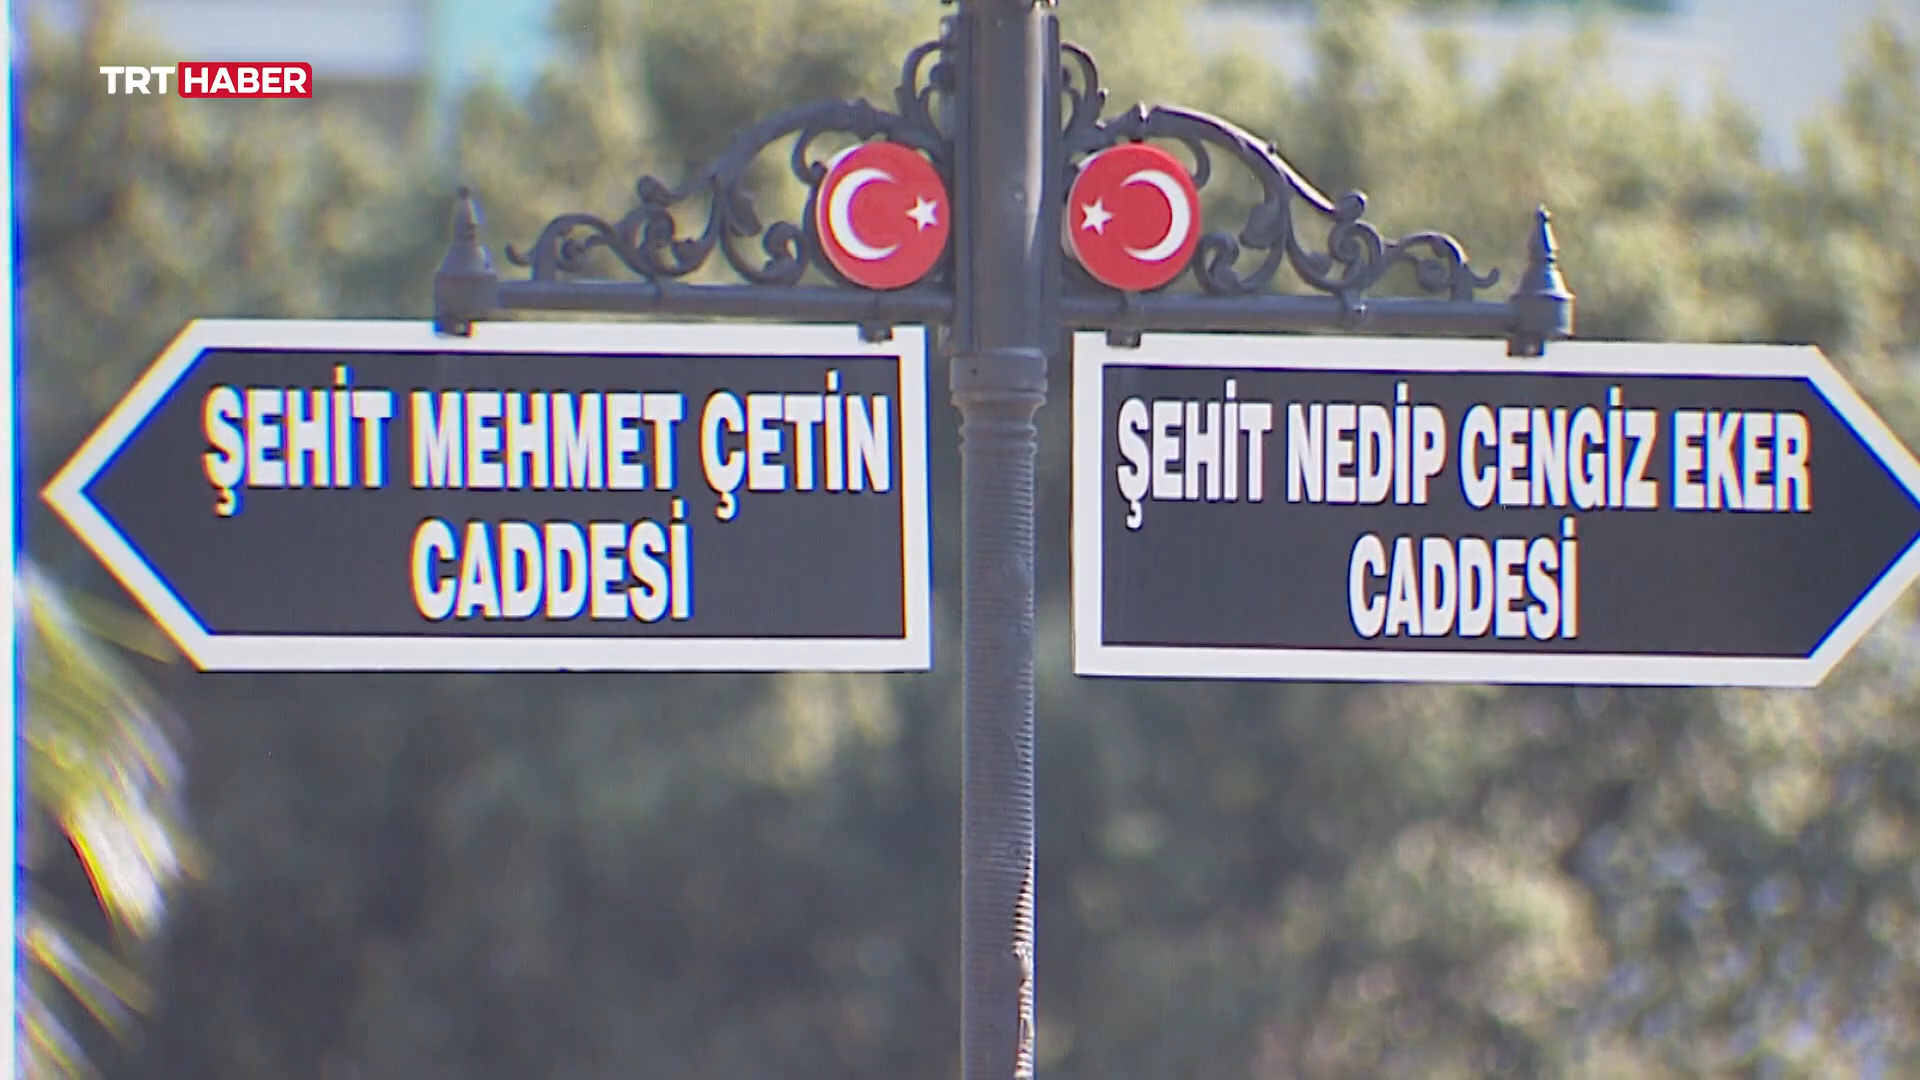 TRT HABER
ŞEHİT MEHMET ÇETİN
CADDESİ
ŞEHİT NEDİP CENGİZ EKER
CADDESİ